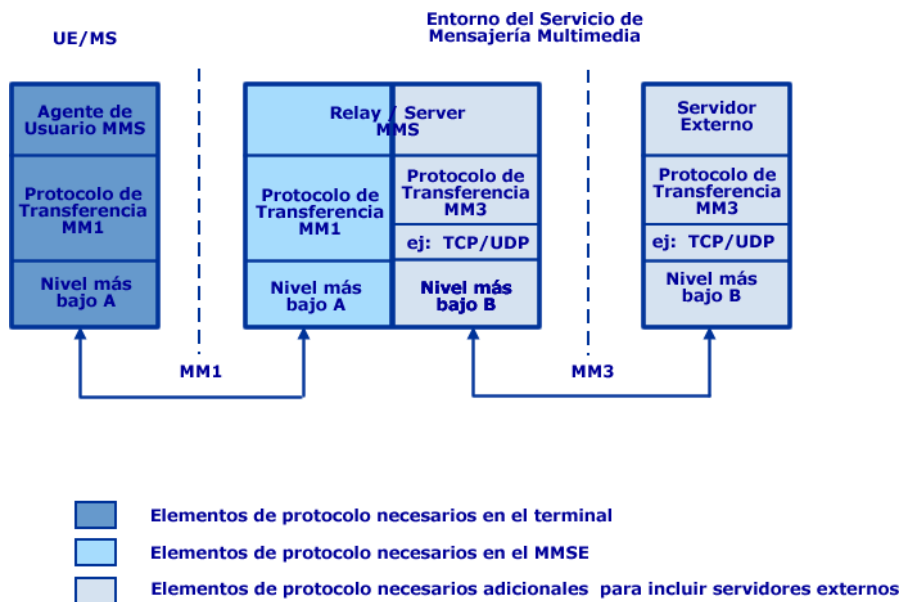 UE/MS
Entorno del Servicio de
Mensajería Multimedia
Agente de
Usuario MMS
Protocolo de
Transferencia
MM1
Nivel más
bajo A
Relay / Server
MMS
Protocolo de
Transferencia
MM1
Nivel más
bajo A
Protocolo de
Transferencia
MM3
ej: TCP/UDP
Nivel más
bajo B
Servidor
Externo
Protocolo de
Transferencia
MM3
ej: TCP/UDP
Nivel más
bajo B
MM1
MM3
Elementos de protocolo necesarios en el terminal
Elementos de protocolo necesarios en el MMSE
Elementos de protocolo necesarios adicionales para incluir servidores externos